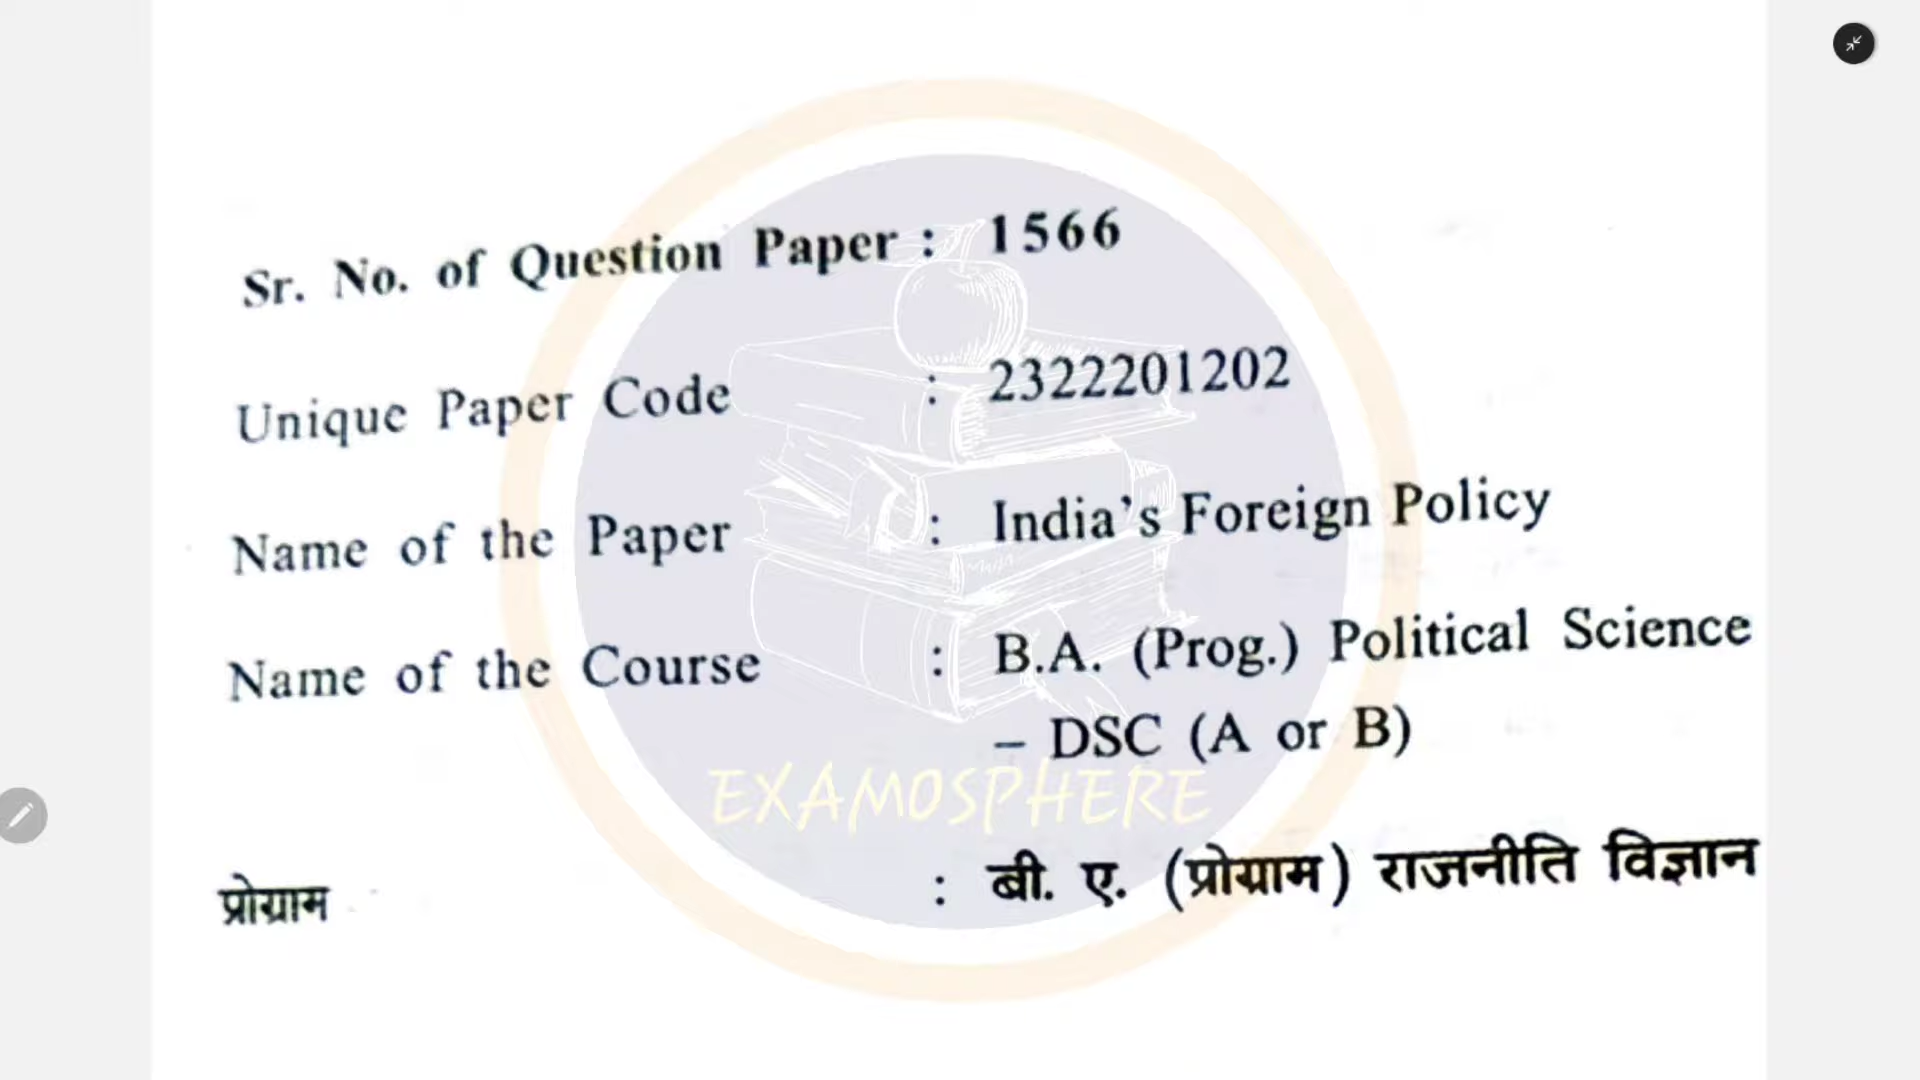 Sr. No. of Question Paper : 1566
Unique Paper Code : 2322201202
Name of the Paper : India's Foreign Policy
Name of the Course : B.A. (Prog.) Political Science
– DSC (A or B)
EXAMOSPHERE
प्रोग्राम : बी. ए. (प्रोग्राम) राजनीति विज्ञान